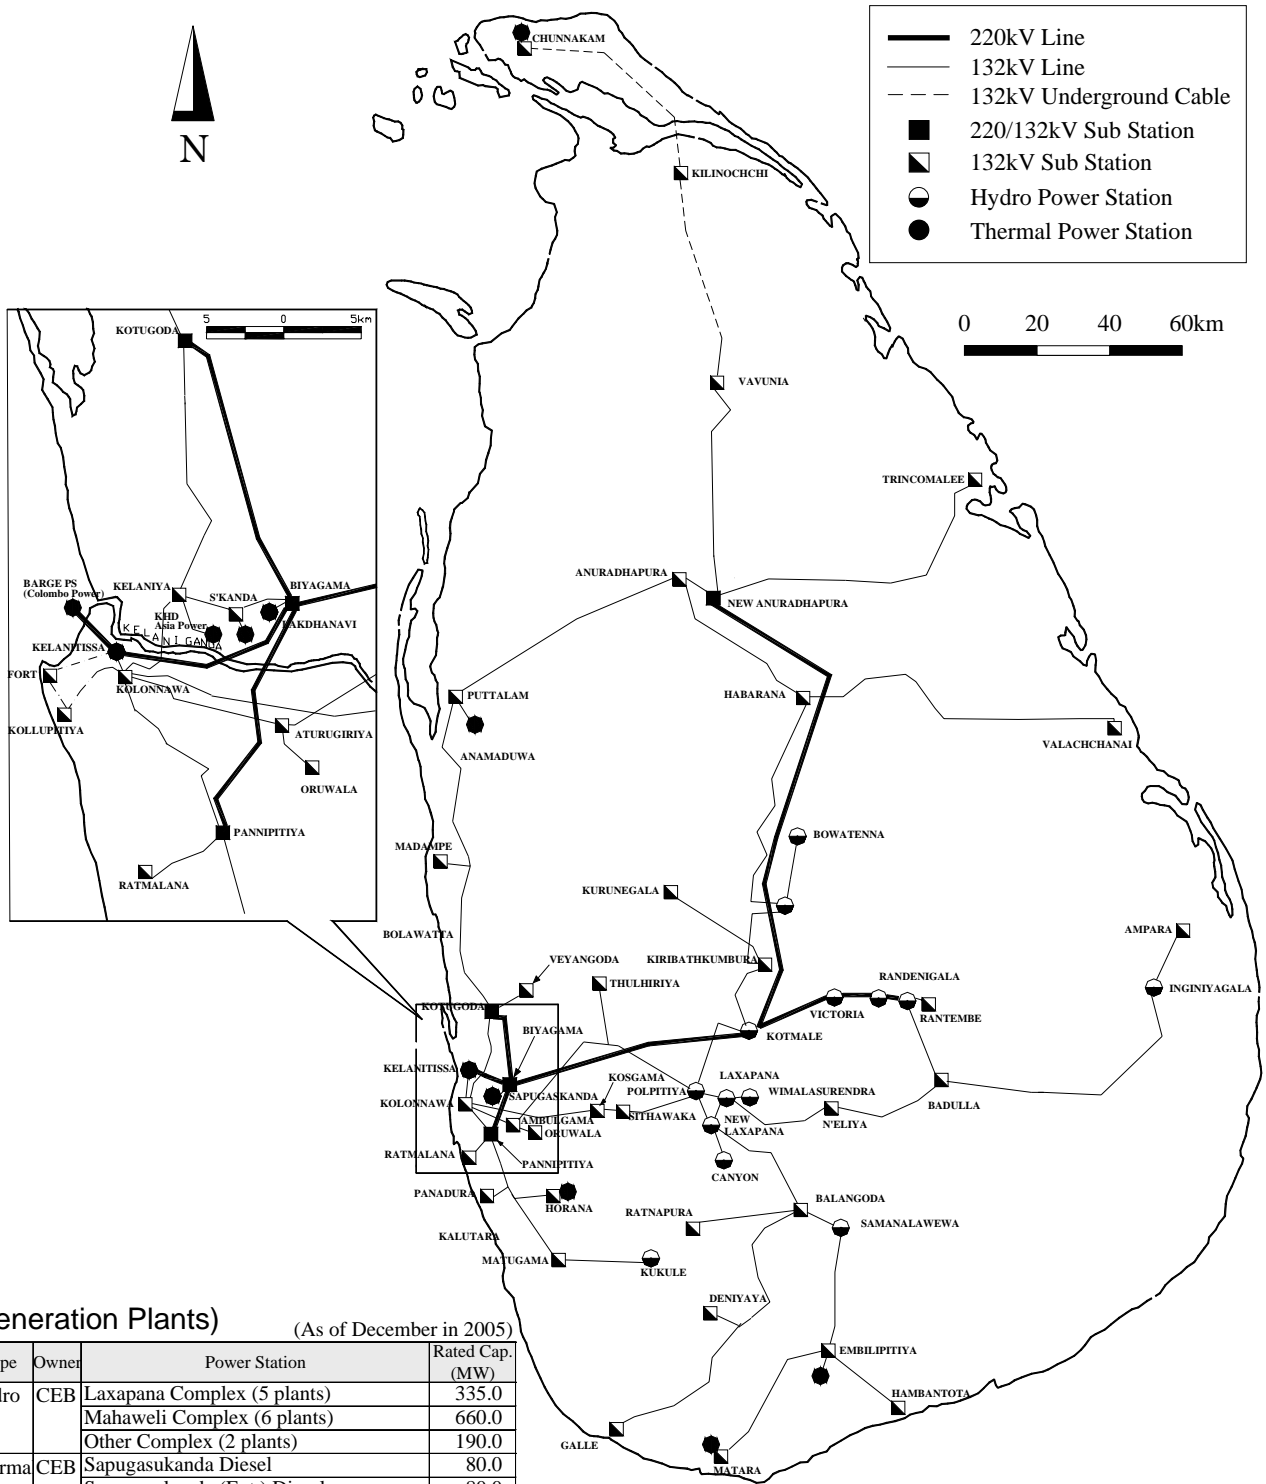 N
220kV Line
132kV Line
132kV Underground Cable
220/132kV Sub Station
132kV Sub Station
Hydro Power Station
Thermal Power Station
0 20 40 60km
CHUNNAKAM
KILINOCHCHI
VAVUNIA
TRINCOMALEE
ANURADHAPURA
NEW ANURADHAPURA
HABARANA
PUTTALAM
ANAMADUWA
VALACHCHANAI
BOWATENNA
MADAMPE
KURUNEGALA
BOLAWATTA
KIRIBATHKUMBURA
VEYANGODA
THULHIRIYA
AMPARA
RANDENIGALA
INGINIYAGALA
VICTORIA
RANTEMBE
KOTUGODA
BIYAGAMA
KOTMALE
KELANITISSA
SAPUGASKANDA
KOSGAMA
POLPITIYA
LAXAPANA
WIMALASURENDRA
KOLONNAWA
AMBULGAMA
SITHAWAKA
NEW
LAXAPANA
N'ELIYA
BADULLA
ORUWALA
RATMALANA
PANNIPITIYA
CANYON
PANADURA
HORANA
RATNAPURA
BALANGODA
SAMANALAWEWA
KALUTARA
MATUGAMA
KUKULE
DENIYAYA
EMBILIPITIYA
HAMBANTOTA
GALLE
MATARA
5 0 5km
KOTUGODA
BARGE PS
(Colombo Power)
KELANIYA
S'KANDA
BIYAGAMA
KHD
Asia Power
LAKDHANAVI
KELANIGANDA
KELANITISSA
FORT
KOLONNAWA
KOLLUPITIYA
ATURUGIRIYA
ORUWALA
PANNIPITIYA
RATMALANA
eneration Plants)
(As of December in 2005)
pe Owner Power Station Rated Cap.
(MW)
dro CEB Laxapana Complex (5 plants) 335.0
Mahaweli Complex (6 plants) 660.0
Other Complex (2 plants) 190.0
rma CEB Sapugasukanda Diesel 80.0